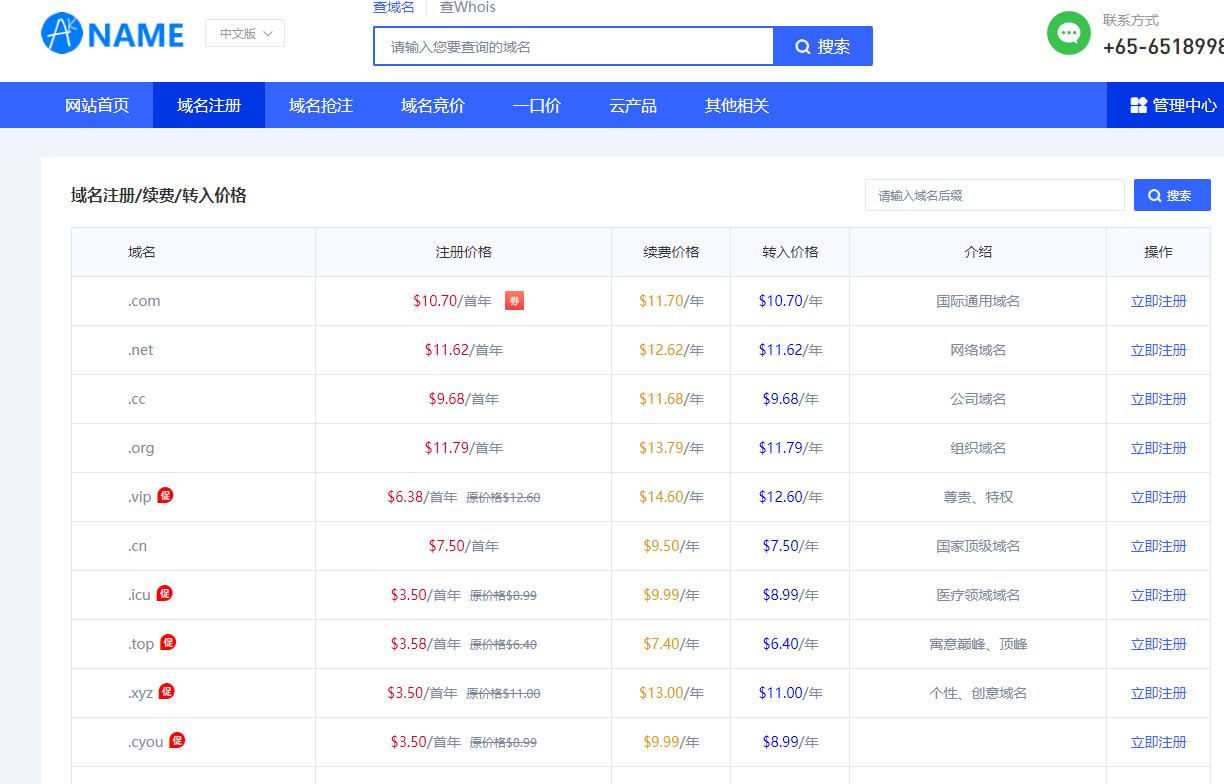 查域名 查Whois
AK NAME
中文版
请输入您要查询的域名
搜索
联系方式
+65-6518998
网站首页 域名注册 域名抢注 域名竞价 一口价 云产品 其他相关 管理中心
域名注册/续费/转入价格
请输入域名后缀
搜索
域名 注册价格 续费价格 转入价格 介绍 操作
.com $10.70/首年 券 $11.70/年 $10.70/年 国际通用域名 立即注册
.net $11.62/首年 $12.62/年 $11.62/年 网络域名 立即注册
.cc $9.68/首年 $11.68/年 $9.68/年 公司域名 立即注册
.org $11.79/首年 $13.79/年 $11.79/年 组织域名 立即注册
.vip 促 $6.38/首年 原价格$12.60 $14.60/年 $12.60/年 尊贵、特权 立即注册
.cn $7.50/首年 $9.50/年 $7.50/年 国家顶级域名 立即注册
.icu 促 $3.50/首年 原价格$8.99 $9.99/年 $8.99/年 医疗领域域名 立即注册
.top 促 $3.58/首年 原价格$6.40 $7.40/年 $6.40/年 寓意巅峰、顶峰 立即注册
.xyz 促 $3.50/首年 原价格$11.00 $13.00/年 $11.00/年 个性、创意域名 立即注册
.cyou 促 $3.50/首年 原价格$8.99 $9.99/年 $8.99/年 立即注册